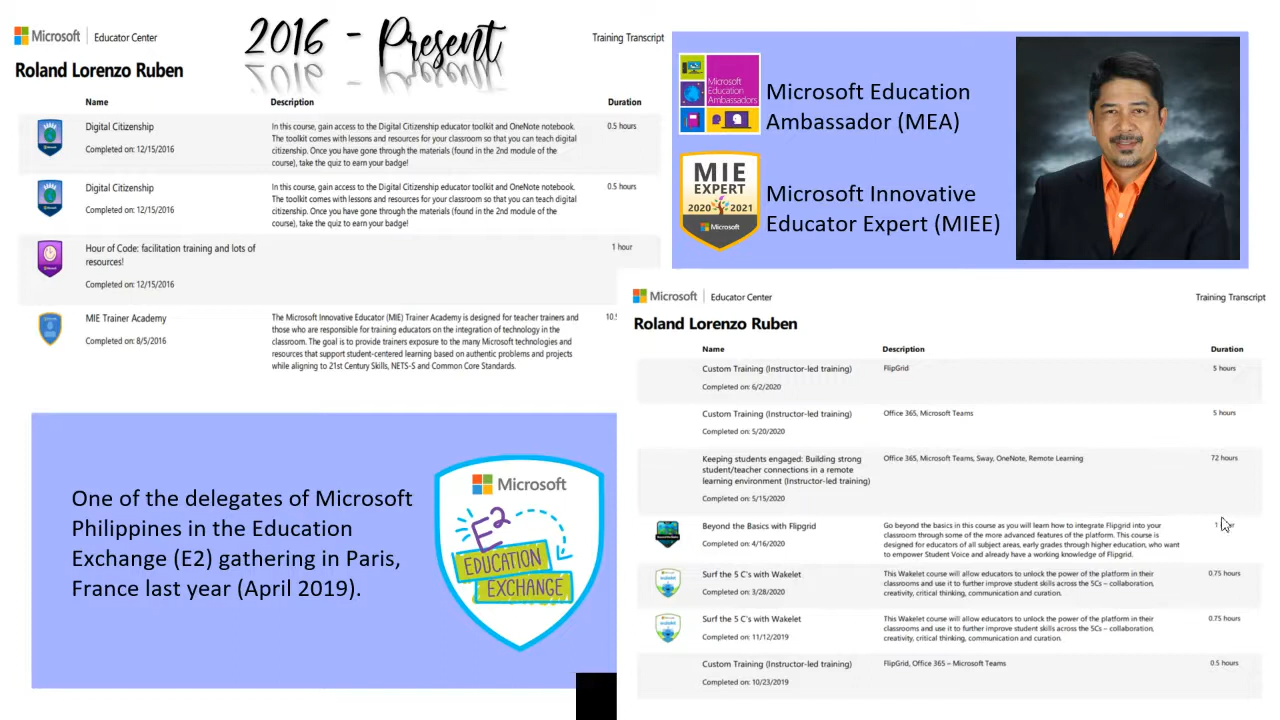 Microsoft | Educator Center
2016 - Present
Training Transcript
Roland Lorenzo Ruben
Name Description Duration
Digital Citizenship
Completed on: 12/15/2016
In this course, gain access to the Digital Citizenship educator toolkit and OneNote notebook.
The toolkit comes with lessons and resources for your classroom so that you can teach digital
citizenship. Once you have gone through the materials (found in the 2nd module of the
course), take the quiz to earn your badge!
0.5 hours
Digital Citizenship
Completed on: 12/15/2016
In this course, gain access to the Digital Citizenship educator toolkit and OneNote notebook.
The toolkit comes with lessons and resources for your classroom so that you can teach digital
citizenship. Once you have gone through the materials (found in the 2nd module of the
course), take the quiz to earn your badge!
0.5 hours
Hour of Code: facilitation training and lots of
resources!
Completed on: 12/15/2016
1 hour
MIE Trainer Academy
Completed on: 8/5/2016
The Microsoft Innovative Educator (MIE) Trainer Academy is designed for teacher trainers and
those who are responsible for training educators on the integration of technology in the
classroom. The goal is to provide trainers exposure to the many Microsoft technologies and
resources that support student-centered learning based on authentic problems and projects
while aligning to 21st Century Skills, NETS-S and Common Core Standards.
Microsoft
Education
Ambassadors
Microsoft Education
Ambassador (MEA)
MIE
EXPERT
2020 2021
Microsoft
Microsoft Innovative
Educator Expert (MIEE)
One of the delegates of Microsoft
Philippines in the Education
Exchange (E2) gathering in Paris,
France last year (April 2019).
Microsoft
E2
EDUCATION
EXCHANGE
Microsoft | Educator Center
Training Transcript
Roland Lorenzo Ruben
Name Description Duration
Custom Training (Instructor-led training)
Completed on: 6/2/2020
FlipGrid
5 hours
Custom Training (Instructor-led training)
Completed on: 5/20/2020
Office 365, Microsoft Teams
5 hours
Keeping students engaged: Building strong
student/teacher connections in a remote
learning environment (Instructor-led training)
Completed on: 5/15/2020
Office 365, Microsoft Teams, Sway, OneNote, Remote Learning
72 hours
Beyond the Basics with Flipgrid
Completed on: 4/16/2020
Go beyond the basics in this course as you will learn how to integrate Flipgrid into your
classroom through some of the more advanced features of the platform. This course is
designed for educators of all subject areas, early grades through higher education, who want
to empower Student Voice and already have a working knowledge of Flipgrid.
1
Surf the 5 C's with Wakelet
Completed on: 3/28/2020
This Wakelet course will allow educators to unlock the power of the platform in their
classrooms and use it to further improve student skills across the 5Cs – collaboration,
creativity, critical thinking, communication and curation.
0.75 hours
Surf the 5 C's with Wakelet
Completed on: 11/12/2019
This Wakelet course will allow educators to unlock the power of the platform in their
classrooms and use it to further improve student skills across the 5Cs – collaboration,
creativity, critical thinking, communication and curation.
0.75 hours
Custom Training (Instructor-led training)
Completed on: 10/23/2019
FlipGrid, Office 365 – Microsoft Teams
0.5 hours